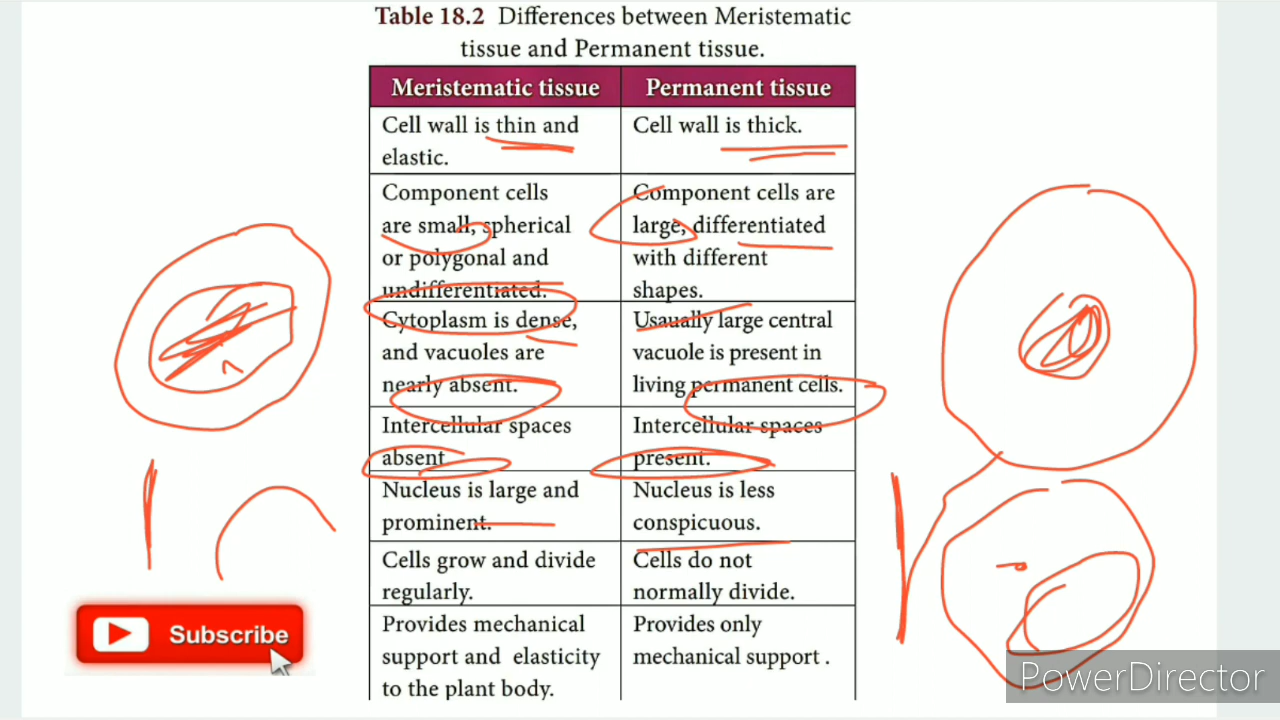 Table 18.2 Differences between Meristematic
tissue and Permanent tissue.
Meristematic tissue
Permanent tissue
Cell wall is thin and
elastic.
Cell wall is thick.
Component cells
are small, spherical
or polygonal and
undifferentiated.
Component cells are
large, differentiated
with different
shapes.
Cytoplasm is dense,
and vacuoles are
nearly absent.
Usaually large central
vacuole is present in
living permanent cells.
Intercellular spaces
absent
Intercellular spaces
present.
Nucleus is large and
prominent.
Nucleus is less
conspicuous.
Cells grow and divide
regularly.
Cells do not
normally divide.
Provides mechanical
support and elasticity
to the plant body.
Provides only
mechanical support .
Subscribe
PowerDirector